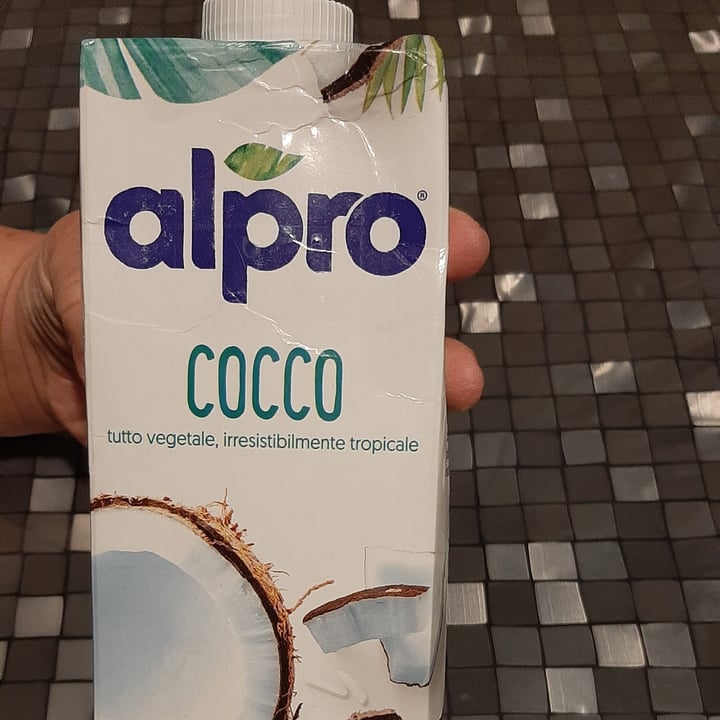 alpro®
COCCO
tutto vegetale, irresistibilmente tropicale